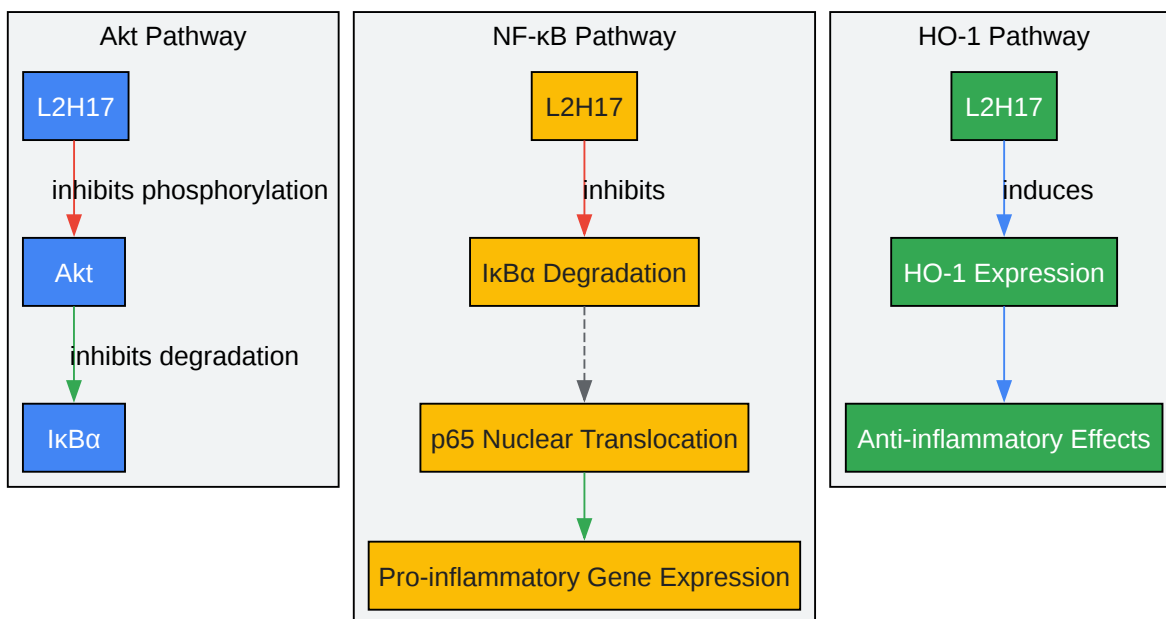 Akt Pathway
L2H17
inhibits phosphorylation
Akt
inhibits degradation
IκBα
NF-κB Pathway
L2H17
inhibits
IκBα Degradation
p65 Nuclear Translocation
Pro-inflammatory Gene Expression
HO-1 Pathway
L2H17
induces
HO-1 Expression
Anti-inflammatory Effects